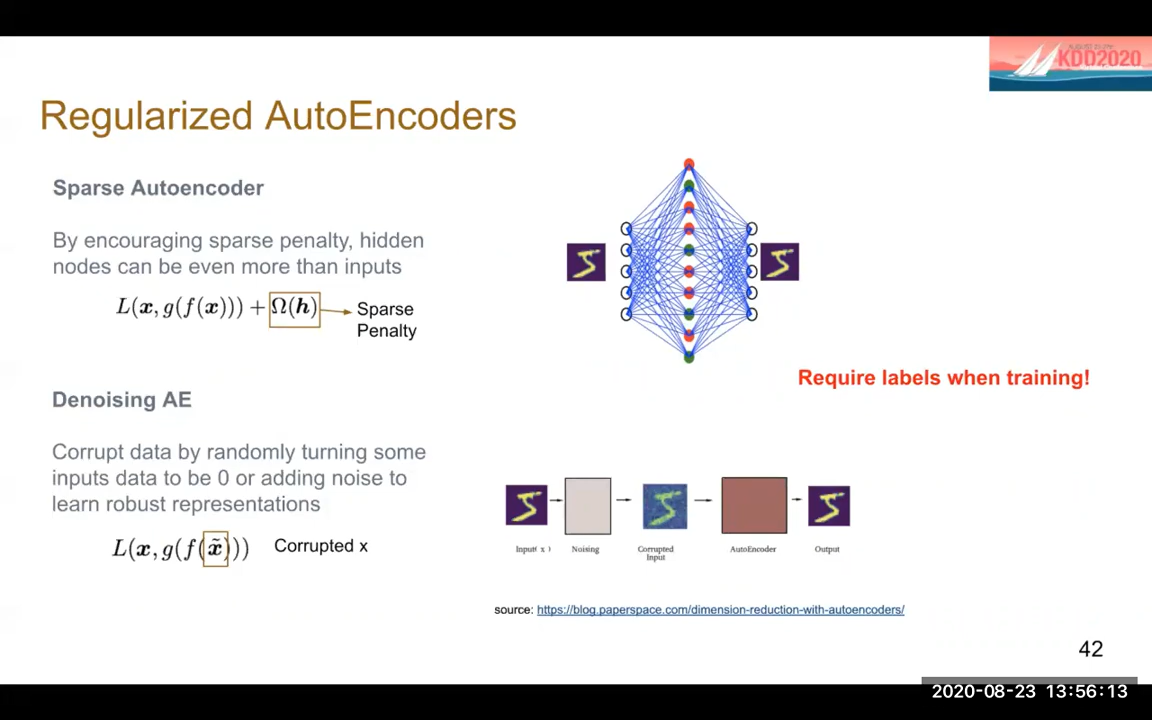 KDD2020
Regularized AutoEncoders
Sparse Autoencoder
By encouraging sparse penalty, hidden
nodes can be even more than inputs
L(x, g(f(x))) + Ω(h)
Sparse
Penalty
Require labels when training!
Denoising AE
Corrupt data by randomly turning some
inputs data to be 0 or adding noise to
learn robust representations
L(x, g(f(x̃)))
Corrupted x
Input( x )
Noising
Corrupted
Input
AutoEncoder
Output
source: https://blog.paperspace.com/dimension-reduction-with-autoencoders/
42
2020-08-23 13:56:13